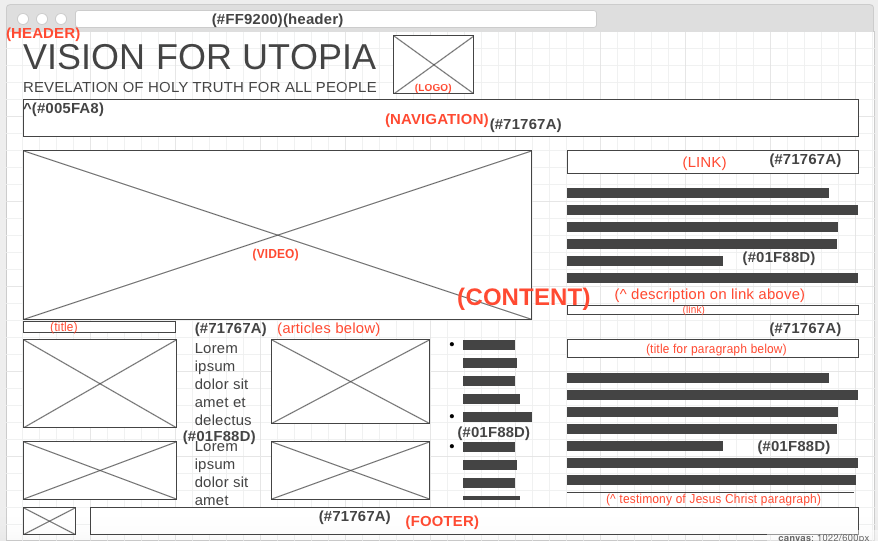 (#FF9200)(header)
(HEADER)
VISION FOR UTOPIA
REVELATION OF HOLY TRUTH FOR ALL PEOPLE
(LOGO)
^(#005FA8)
(NAVIGATION)(#71767A)
(LINK) (#71767A)
(VIDEO)
(#01F88D)
(CONTENT)
(^ description on link above)
(link)
(title)
(#71767A) (articles below)
(#71767A)
(title for paragraph below)
Lorem
ipsum
dolor sit
amet et
delectus
(#01F88D)
(#01F88D)
(#01F88D)
Lorem
ipsum
dolor sit
amet
(^ testimony of Jesus Christ paragraph)
(#71767A) (FOOTER)
canvas: 1022/600px